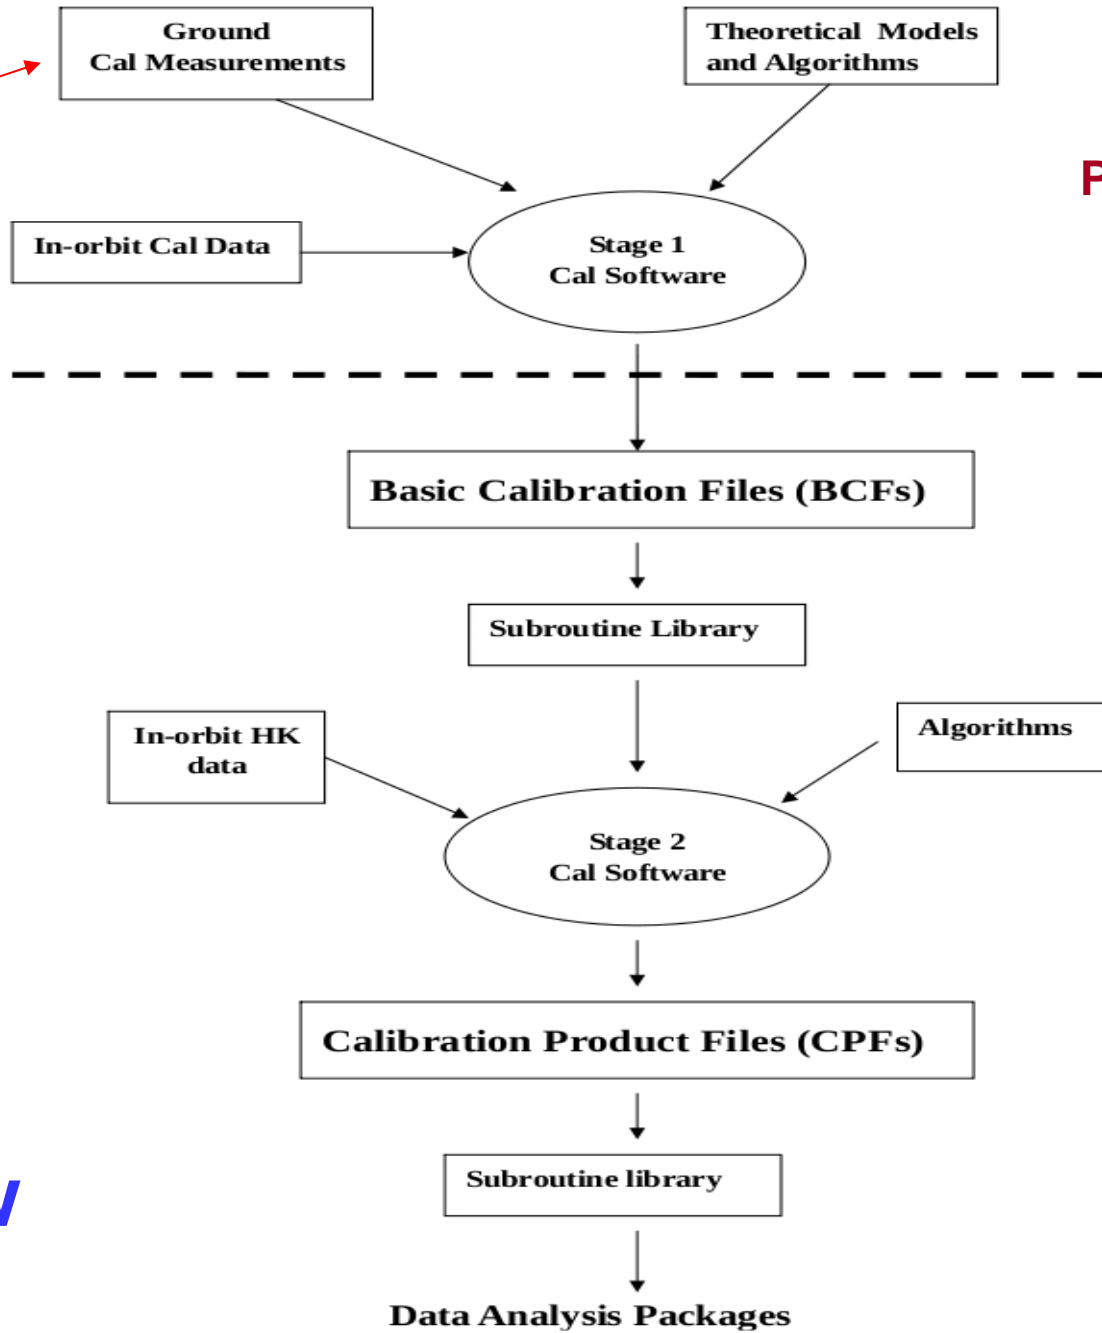 Ground
Cal Measurements
Theoretical Models
and Algorithms
P
In-orbit Cal Data
Stage 1
Cal Software
Basic Calibration Files (BCFs)
Subroutine Library
In-orbit HK
data
Algorithms
Stage 2
Cal Software
Calibration Product Files (CPFs)
Subroutine library
Data Analysis Packages